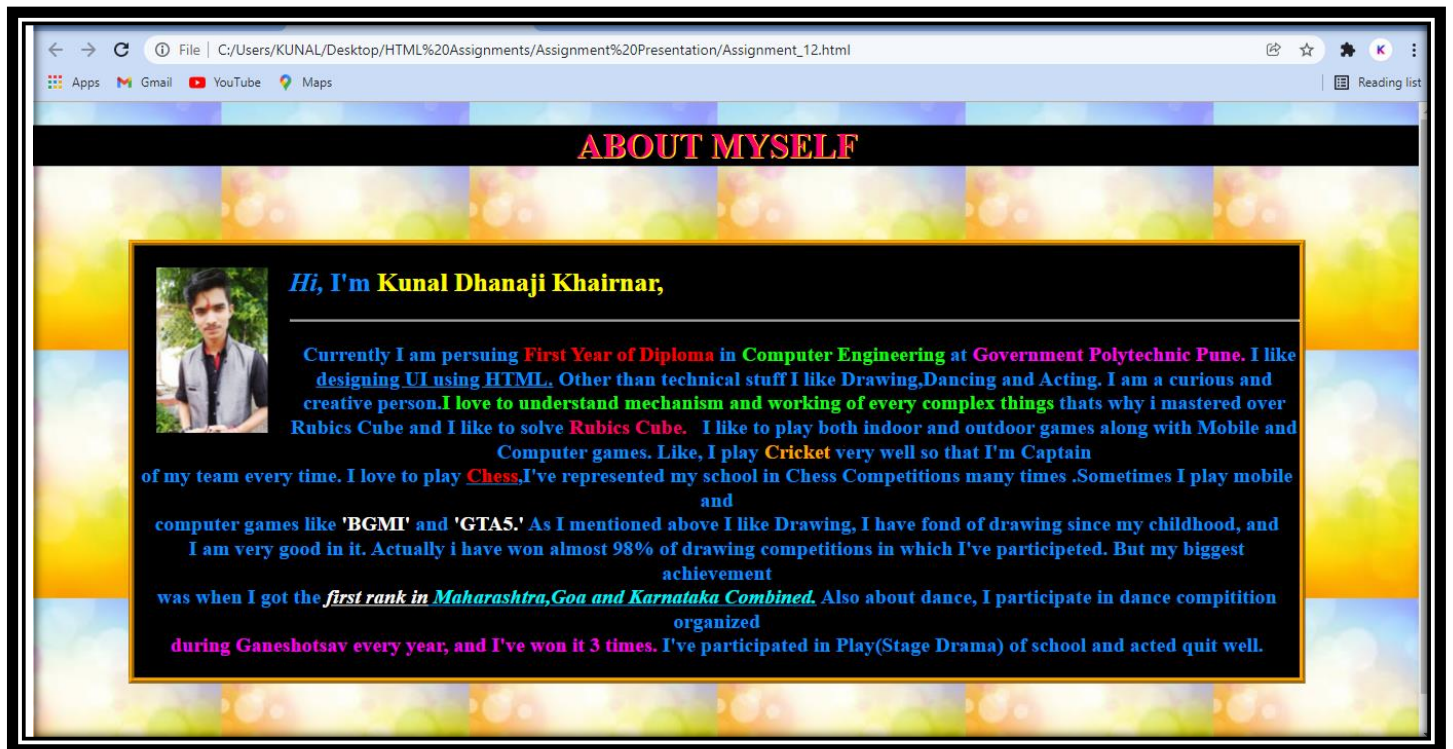 File | C:/Users/KUNAL/Desktop/HTML%20Assignments/Assignment%20Presentation/Assignment_12.html K
Apps Gmail YouTube Maps Reading list
ABOUT MYSELF
Hi, I'm Kunal Dhanaji Khairnar,
Currently I am persuing First Year of Diploma in Computer Engineering at Government Polytechnic Pune. I like
designing UI using HTML. Other than technical stuff I like Drawing,Dancing and Acting. I am a curious and
creative person.I love to understand mechanism and working of every complex things thats why i mastered over
Rubics Cube and I like to solve Rubics Cube.   I like to play both indoor and outdoor games along with Mobile and
Computer games. Like, I play Cricket very well so that I'm Captain
of my team every time. I love to play Chess,I've represented my school in Chess Competitions many times .Sometimes I play mobile
and
computer games like 'BGMI' and 'GTA5.' As I mentioned above I like Drawing, I have fond of drawing since my childhood, and
I am very good in it. Actually i have won almost 98% of drawing competitions in which I've participeted. But my biggest
achievement
was when I got the first rank in Maharashtra,Goa and Karnataka Combined. Also about dance, I participate in dance compitition
organized
during Ganeshotsav every year, and I've won it 3 times. I've participated in Play(Stage Drama) of school and acted quit well.